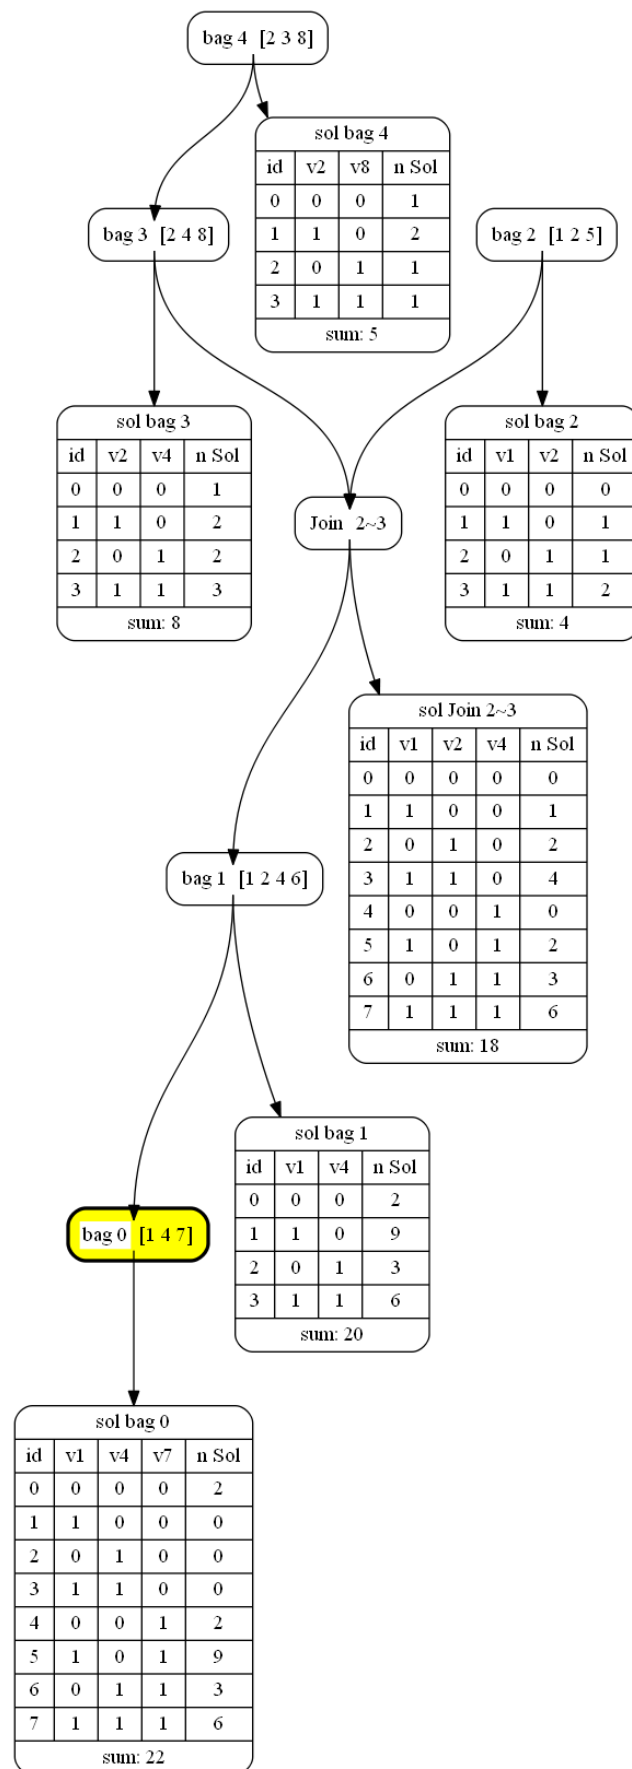 bag 4 [2 3 8]
sol bag 4
id v2 v8 n Sol
0 0 0 1
1 1 0 2
2 0 1 1
3 1 1 1
sum: 5
bag 3 [2 4 8]
bag 2 [1 2 5]
sol bag 3
id v2 v4 n Sol
0 0 0 1
1 1 0 2
2 0 1 2
3 1 1 3
sum: 8
sol bag 2
id v1 v2 n Sol
0 0 0 0
1 1 0 1
2 0 1 1
3 1 1 2
sum: 4
Join 2~3
sol Join 2~3
id v1 v2 v4 n Sol
0 0 0 0 0
1 1 0 0 1
2 0 1 0 2
3 1 1 0 4
4 0 0 1 0
5 1 0 1 2
6 0 1 1 3
7 1 1 1 6
sum: 18
bag 1 [1 2 4 6]
sol bag 1
id v1 v4 n Sol
0 0 0 2
1 1 0 9
2 0 1 3
3 1 1 6
sum: 20
bag 0 [1 4 7]
sol bag 0
id v1 v4 v7 n Sol
0 0 0 0 2
1 1 0 0 0
2 0 1 0 0
3 1 1 0 0
4 0 0 1 2
5 1 0 1 9
6 0 1 1 3
7 1 1 1 6
sum: 22